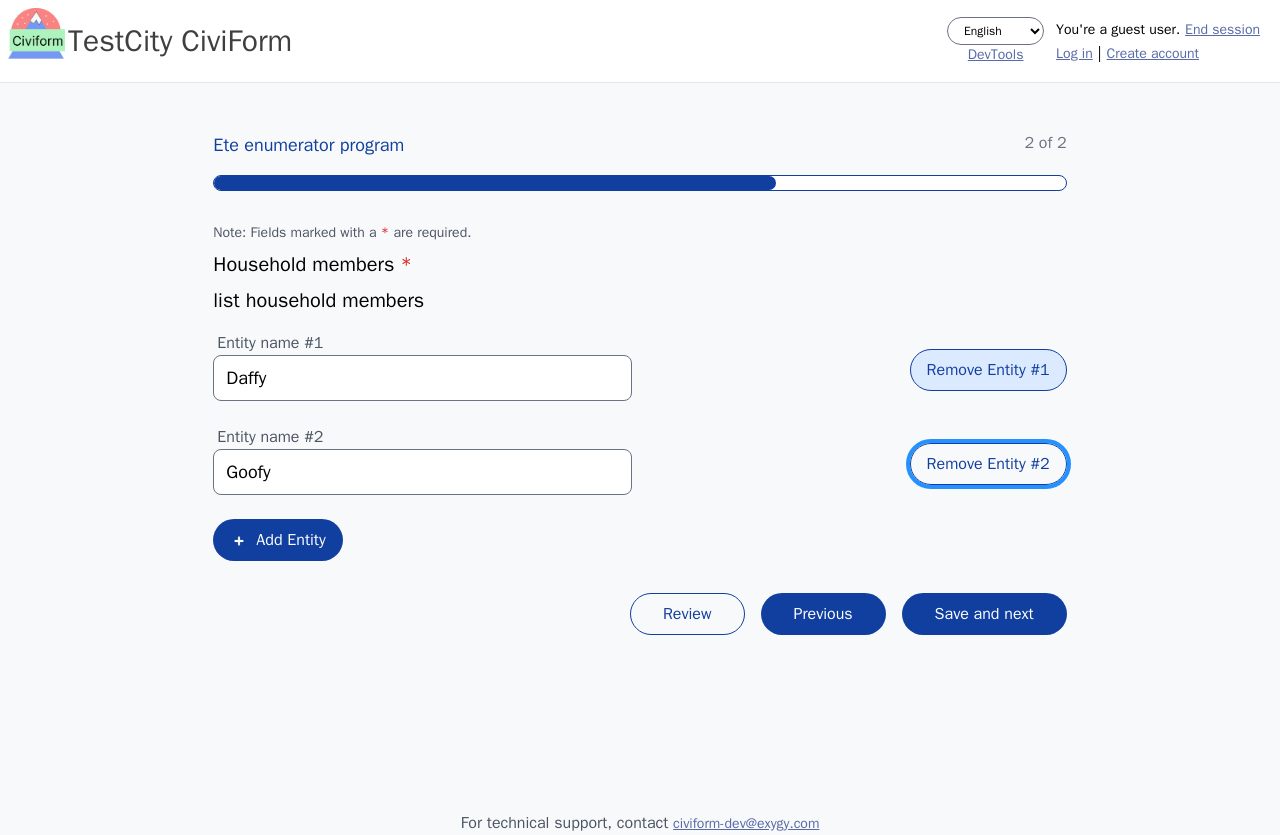 Civiform
TestCity CiviForm
English
You're a guest user. End session
DevTools
Log in | Create account
Ete enumerator program
2 of 2
Note: Fields marked with a * are required.
Household members *
list household members
Entity name #1
Daffy
Remove Entity #1
Entity name #2
Goofy
Remove Entity #2
+ Add Entity
Review
Previous
Save and next
For technical support, contact civiform-dev@exygy.com